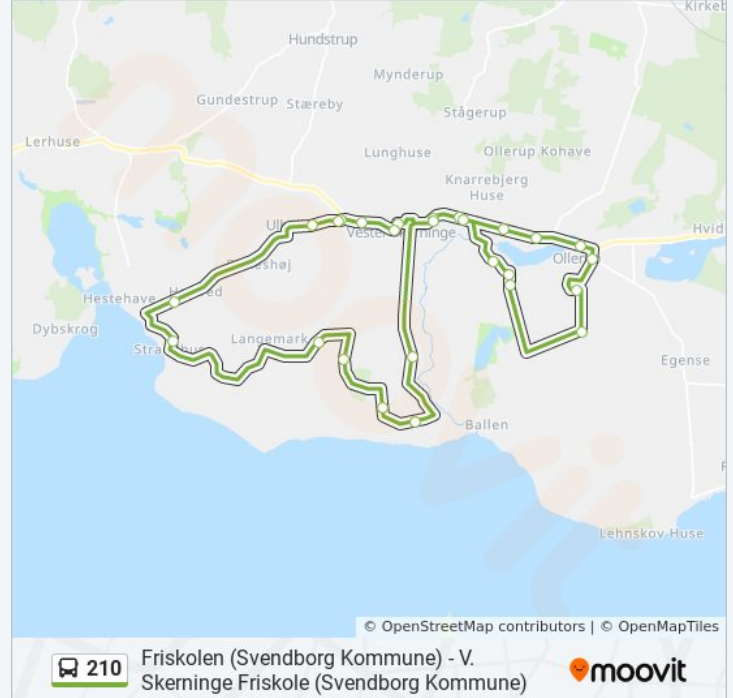 Kirkeb
Hundstrup
Mynderup
Gundestrup
Stæreby
Stågerup
Lerhuse
Lunghuse
Ollerup Kohave
Knarrebjerg
Huse
Hvid
Hestehave
Dybskrog
Langemark
Egense
Ballen
Lehnskov Huse
© OpenStreetMap contributors | © OpenMapTiles
210
Friskolen (Svendborg Kommune) - V.
Skerninge Friskole (Svendborg Kommune)
moovit